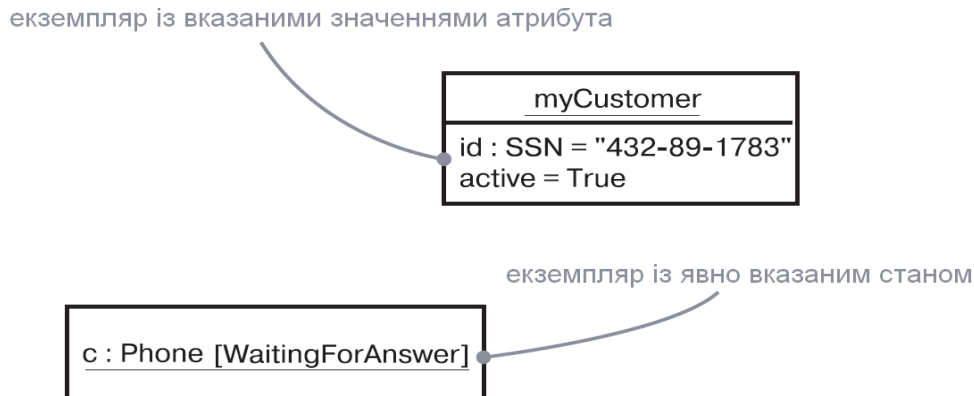 екземпляр із вказаними значеннями атрибута
myCustomer
id : SSN = "432-89-1783"
active = True
екземпляр із явно вказаним станом
c : Phone [WaitingForAnswer]